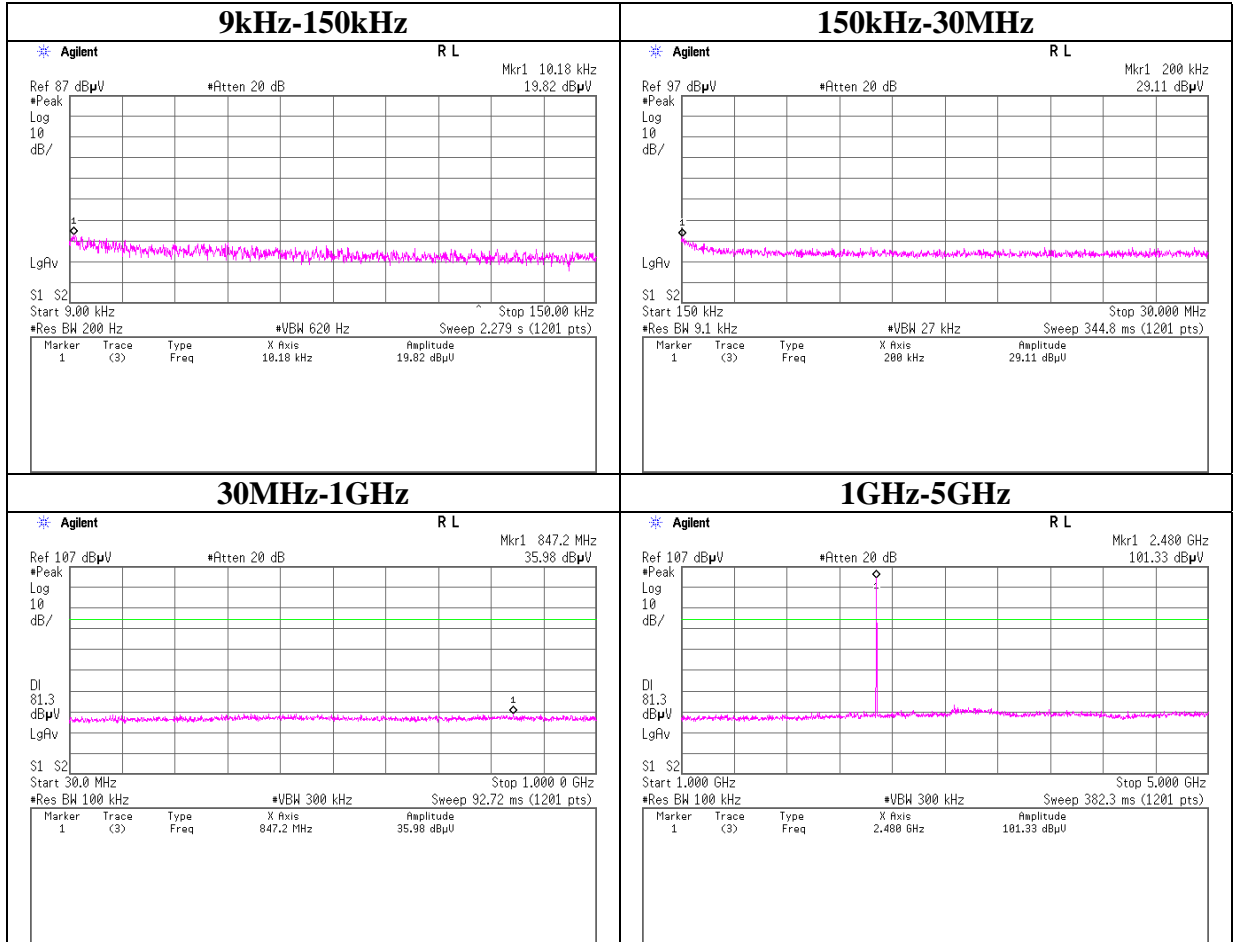 9kHz-150kHz
Agilent R L
Mkr1 10.18 kHz
Ref 87 dBµV #Atten 20 dB 19.82 dBµV
#Peak
Log
10
dB/
1
LgAv
S1 S2
Start 9.00 kHz ^ Stop 150.00 kHz
#Res BW 200 Hz #VBW 620 Hz Sweep 2.279 s (1201 pts)
Marker Trace Type X Axis Amplitude
1 (3) Freq 10.18 kHz 19.82 dBµV
150kHz-30MHz
Agilent R L
Mkr1 200 kHz
Ref 97 dBµV #Atten 20 dB 29.11 dBµV
#Peak
Log
10
dB/
1
LgAv
S1 S2
Start 150 kHz Stop 30.000 MHz
#Res BW 9.1 kHz #VBW 27 kHz Sweep 344.8 ms (1201 pts)
Marker Trace Type X Axis Amplitude
1 (3) Freq 200 kHz 29.11 dBµV
30MHz-1GHz
Agilent R L
Mkr1 847.2 MHz
Ref 107 dBµV #Atten 20 dB 35.98 dBµV
#Peak
Log
10
dB/
DI
81.3
dBµV
1
LgAv
S1 S2
Start 30.0 MHz Stop 1.000 0 GHz
#Res BW 100 kHz #VBW 300 kHz Sweep 92.72 ms (1201 pts)
Marker Trace Type X Axis Amplitude
1 (3) Freq 847.2 MHz 35.98 dBµV
1GHz-5GHz
Agilent R L
Mkr1 2.480 GHz
Ref 107 dBµV #Atten 20 dB 101.33 dBµV
#Peak
Log
10
dB/
1
DI
81.3
dBµV
LgAv
S1 S2
Start 1.000 GHz Stop 5.000 GHz
#Res BW 100 kHz #VBW 300 kHz Sweep 382.3 ms (1201 pts)
Marker Trace Type X Axis Amplitude
1 (3) Freq 2.480 GHz 101.33 dBµV